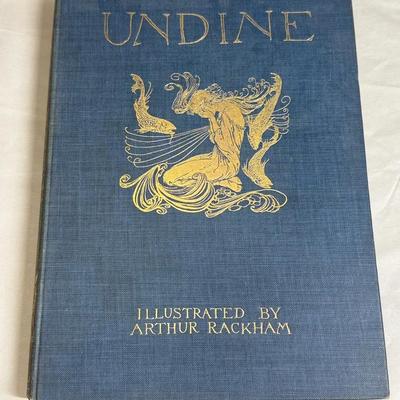 UNDINE
ILLUSTRATED BY
ARTHUR RACKHAM